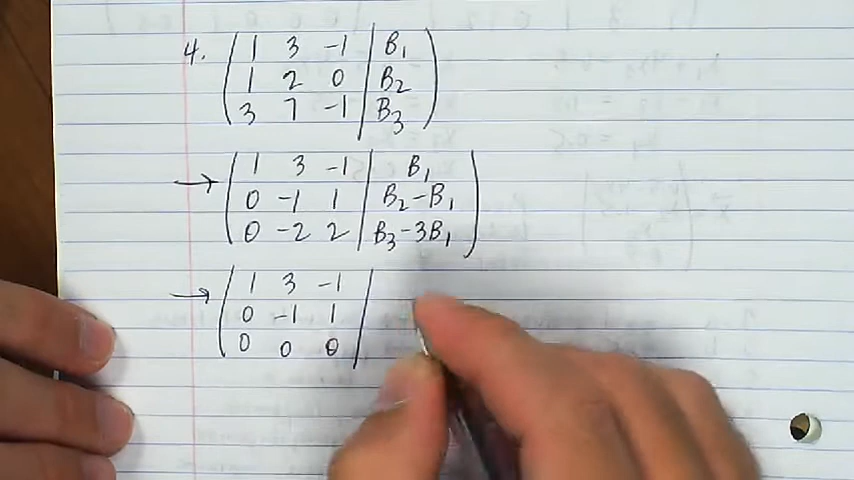 4. ( 1 3 -1 | B₁ )
1 2 0 | B₂
3 7 -1 | B₃
→ ( 1 3 -1 | B₁ )
0 -1 1 | B₂-B₁
0 -2 2 | B₃-3B₁
→ ( 1 3 -1 |
0 -1 1
0 0 0